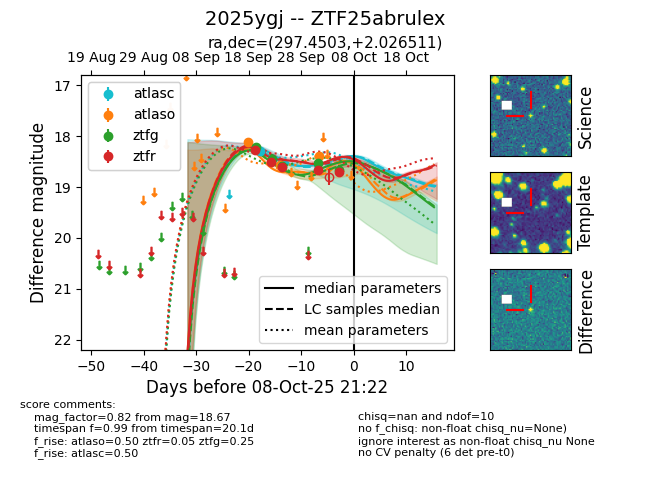 2025ygj -- ZTF25abrulex
ra,dec=(297.4503,+2.026511)
19 Aug 29 Aug 08 Sep 18 Sep 28 Sep 08 Oct 18 Oct
17
18
19
20
21
22
Difference magnitude
atlasc
atlaso
ztfg
ztfr
median parameters
LC samples median
mean parameters
−50 −40 −30 −20 −10 0 10
Days before 08-Oct-25 21:22
Science
Template
Difference
score comments:
mag_factor=0.82 from mag=18.67
timespan f=0.99 from timespan=20.1d
f_rise: atlaso=0.50 ztfr=0.05 ztfg=0.25
f_rise: atlasc=0.50
chisq=nan and ndof=10
no f_chisq: non-float chisq_nu=None)
ignore interest as non-float chisq_nu None
no CV penalty (6 det pre-t0)